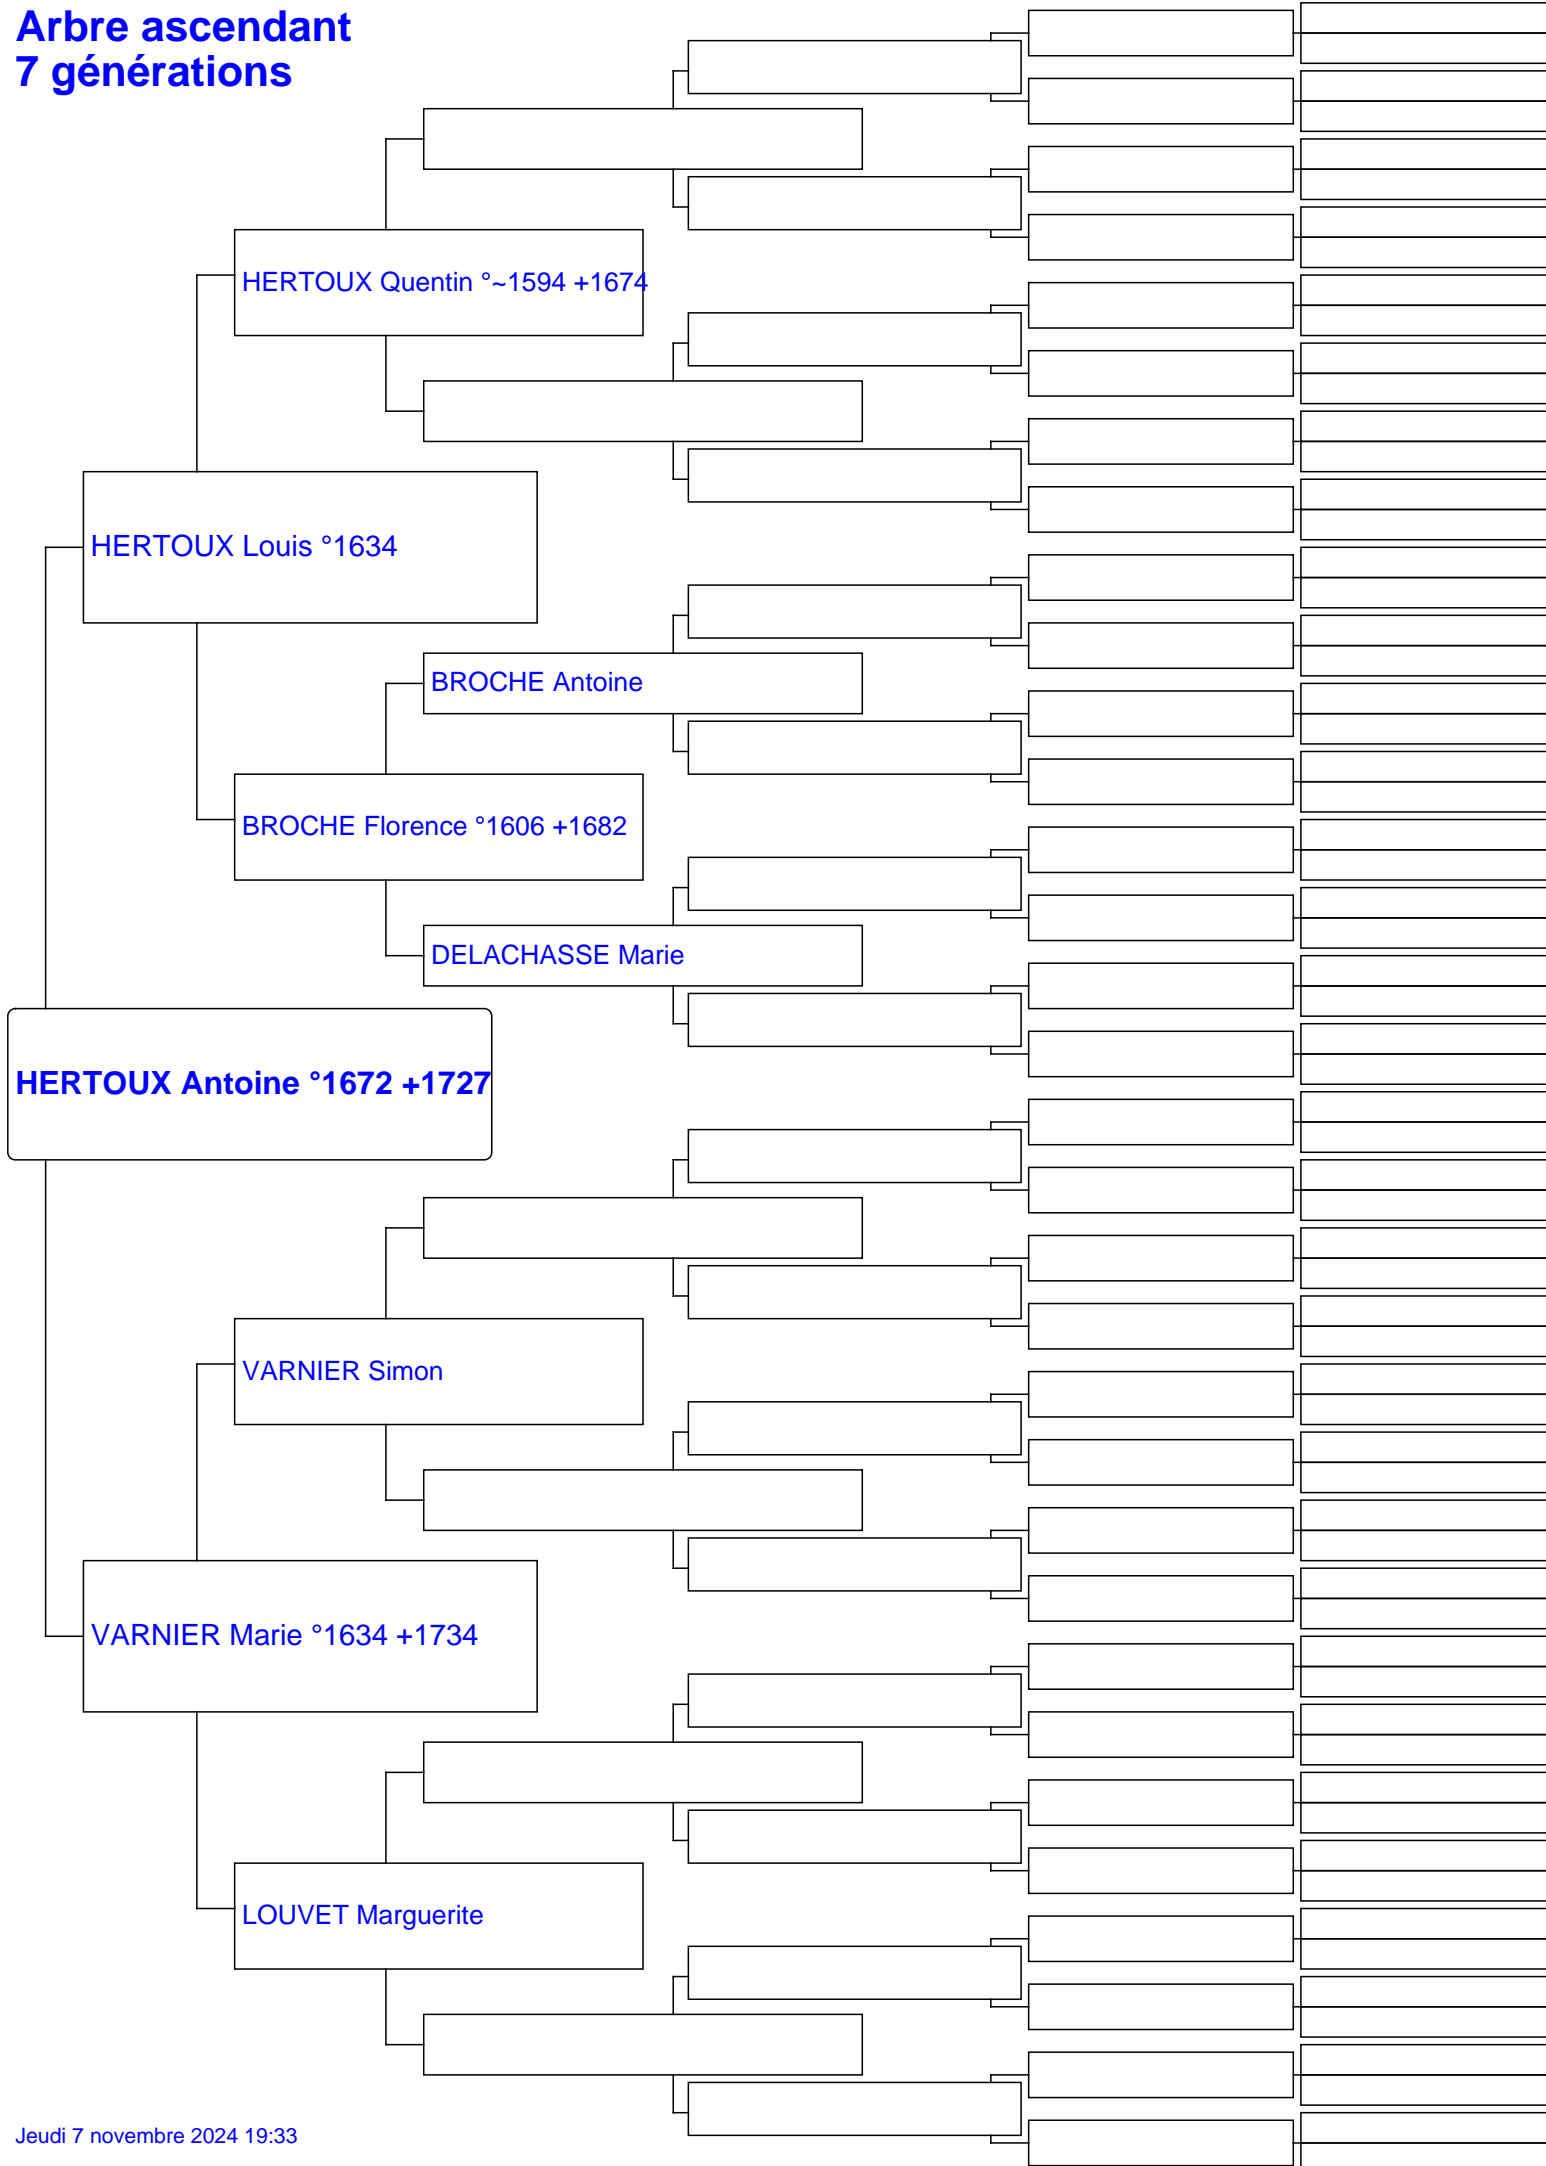 Arbre ascendant
7 générations
HERTOUX Quentin °~1594 +1674
HERTOUX Louis °1634
BROCHE Antoine
BROCHE Florence °1606 +1682
DELACHASSE Marie
HERTOUX Antoine °1672 +1727
VARNIER Simon
VARNIER Marie °1634 +1734
LOUVET Marguerite
Jeudi 7 novembre 2024 19:33